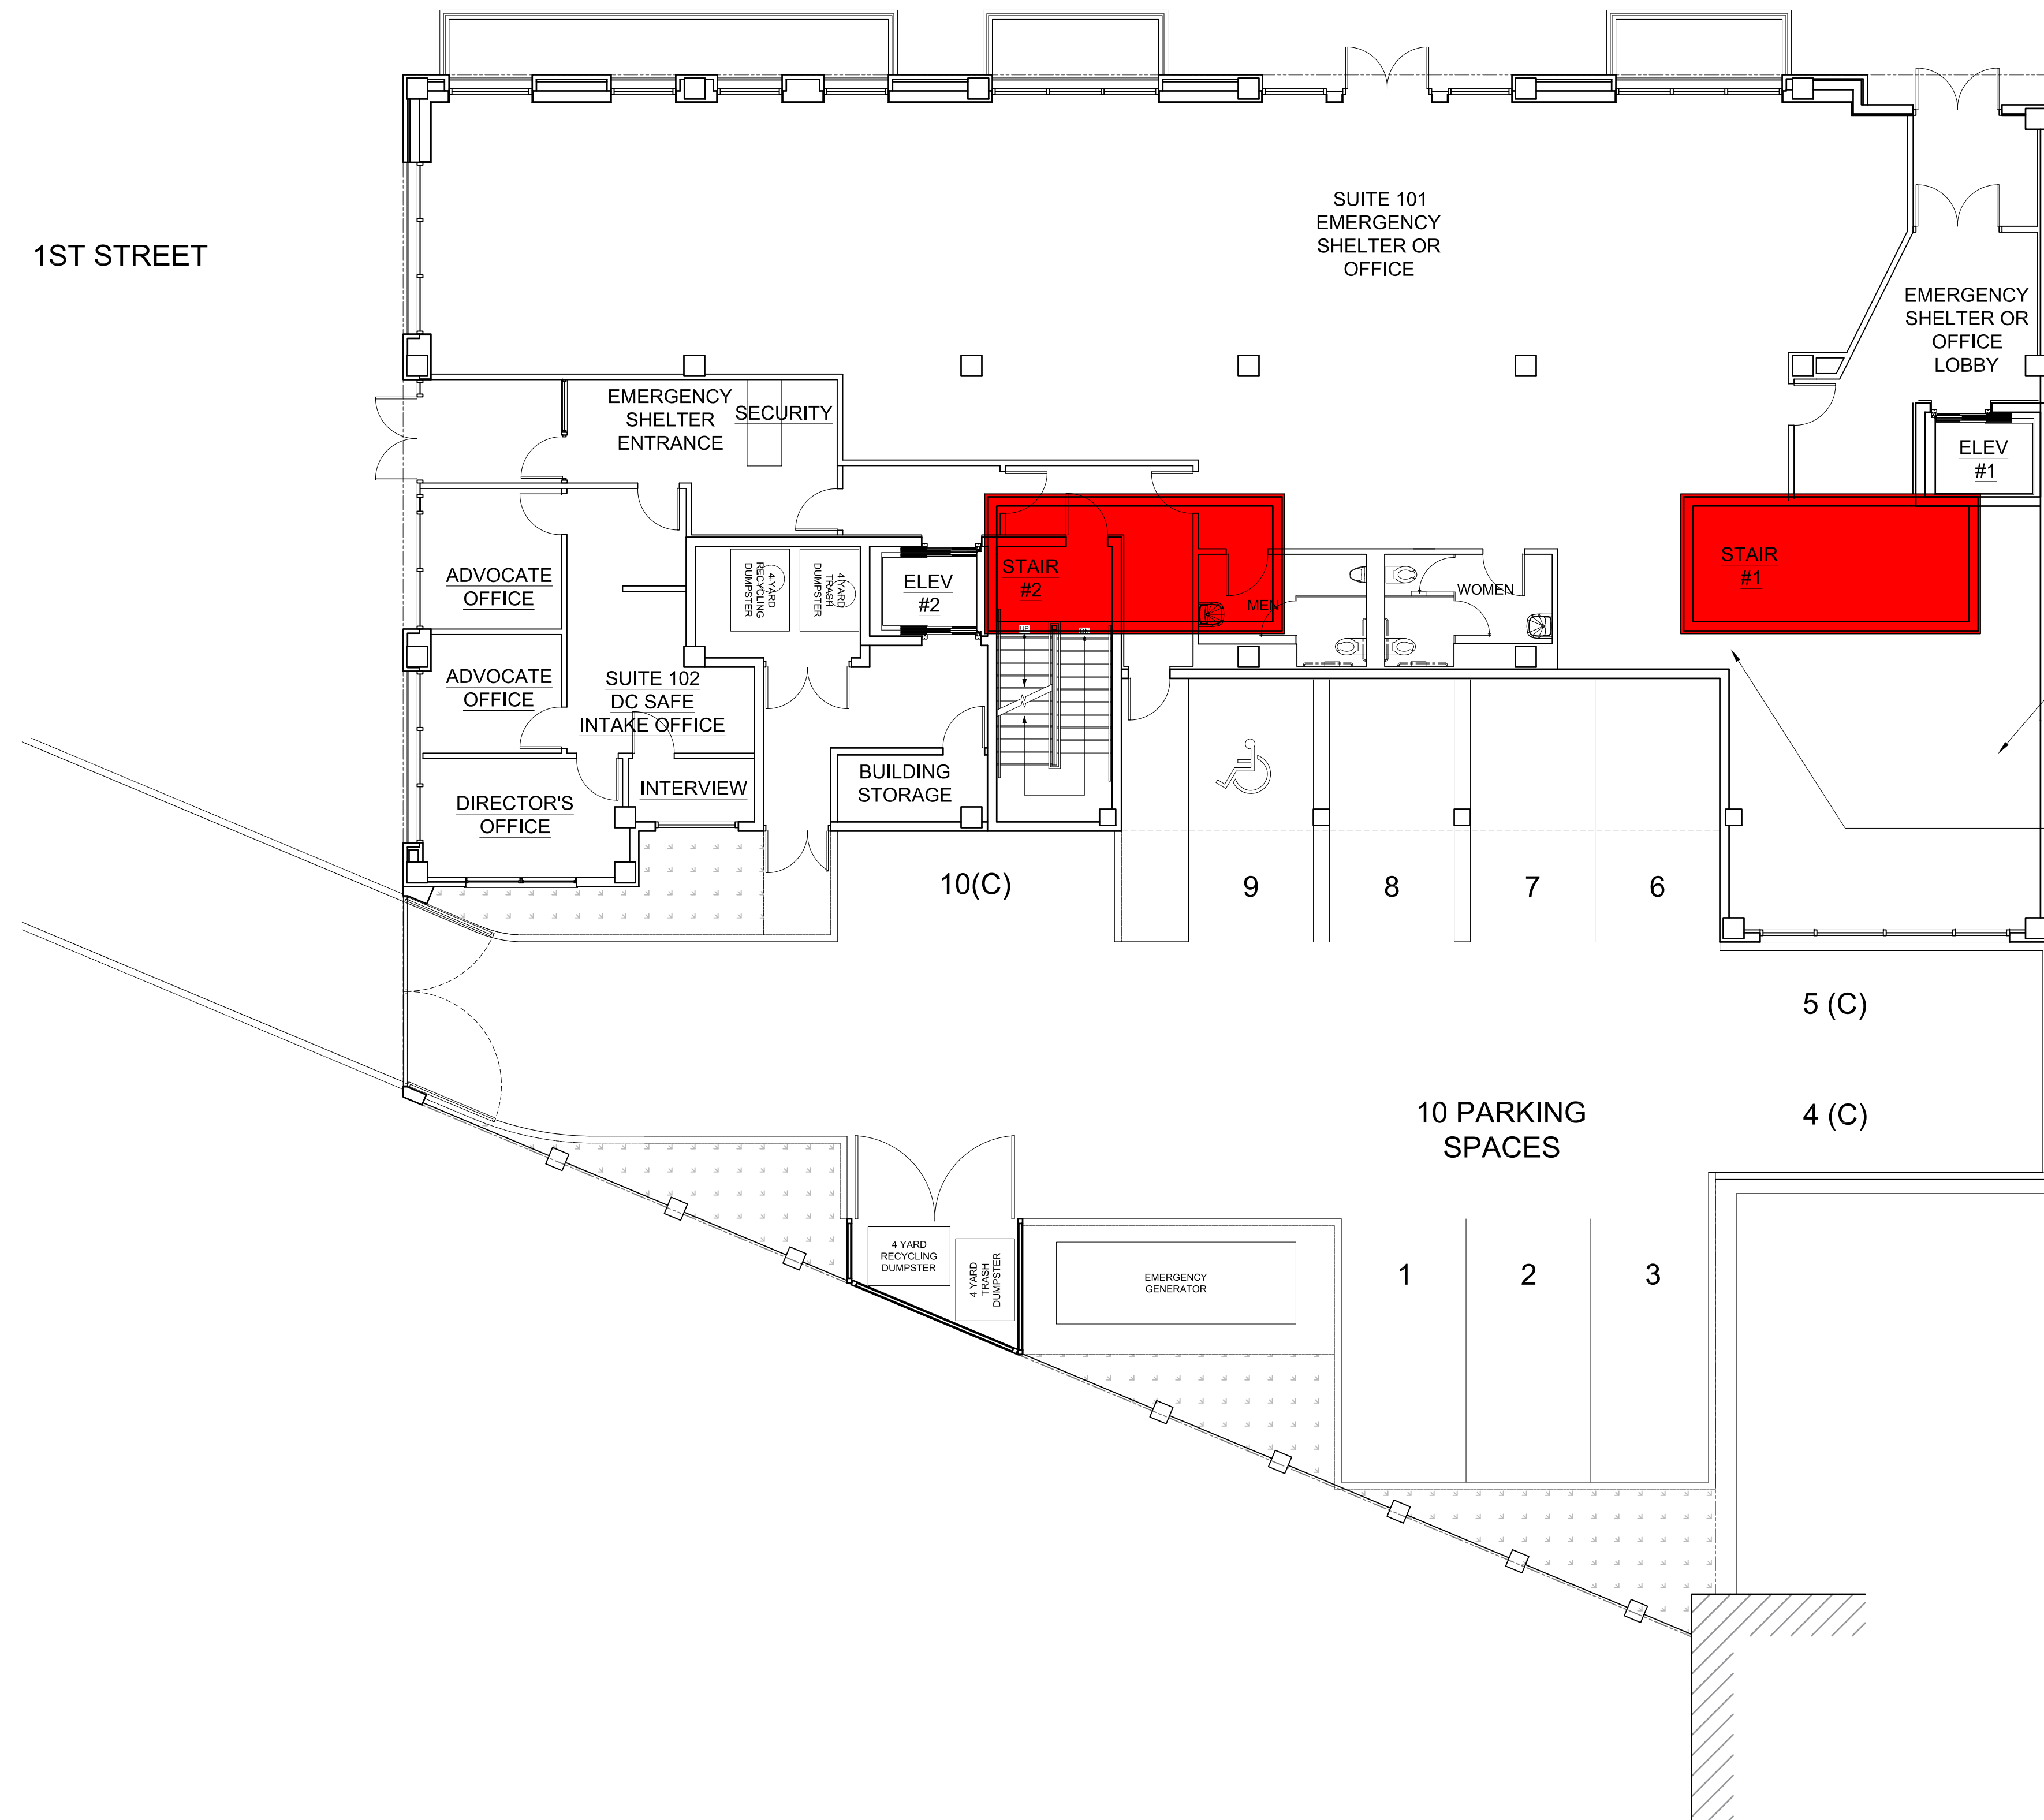 1ST STREET
SUITE 101
EMERGENCY
SHELTER OR
OFFICE
EMERGENCY
SHELTER OR
OFFICE
LOBBY
EMERGENCY
SHELTER
ENTRANCE
SECURITY
ELEV
#1
ADVOCATE
OFFICE
4-YARD
RECYCLING
DUMPSTER
4-YARD
TRASH
DUMPSTER
ELEV
#2
STAIR
#2
MEN
WOMEN
STAIR
#1
UP
DN
ADVOCATE
OFFICE
SUITE 102
DC SAFE
INTAKE OFFICE
INTERVIEW
BUILDING
STORAGE
DIRECTOR'S
OFFICE
10(C)
9
8
7
6
5 (C)
10 PARKING
SPACES
4 (C)
4 YARD
RECYCLING
DUMPSTER
4 YARD
TRASH
DUMPSTER
EMERGENCY
GENERATOR
1
2
3